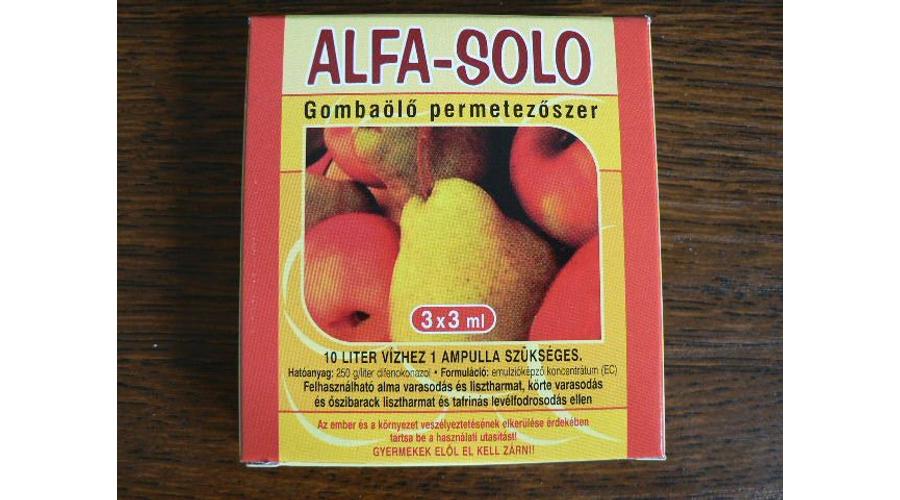 ALFA-SOLO
Gombaölő permetezőszer
3x3 ml
10 LITER VÍZHEZ 1 AMPULLA SZÜKSÉGES.
Hatóanyag: 250 g/liter difenokonazol • Formuláció: emulzióképző koncentrátum (EC)
Felhasználható alma varasodás és lisztharmat, körte varasodás
és őszibarack lisztharmat és tafrinás levélfodrosodás ellen
Az ember és a környezet veszélyeztetésének elkerülése érdekében
tartsa be a használati utasítást!
GYERMEKEK ELŐL EL KELL ZÁRNI!